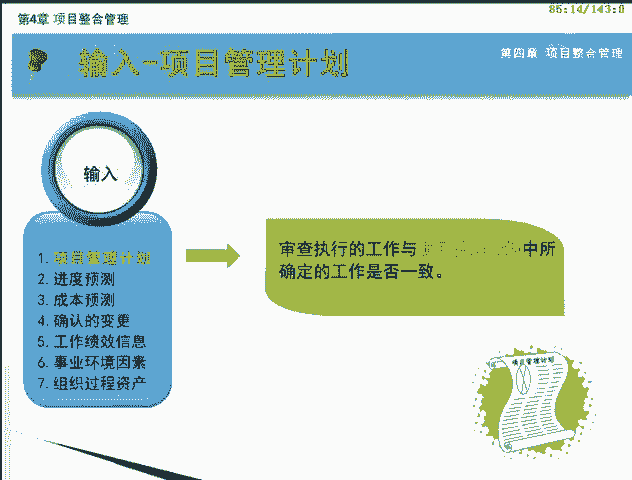 第4章 项目整合管理
86:14/143:0
输入-项目管理计划
第四章 项目整合管理
输入
1. 项目管理计划
2. 进度预测
3. 成本预测
4. 确认的变更
5. 工作绩效信息
6. 事业环境因素
7. 组织过程资产
审查执行的工作与 中所
确定的工作是否一致。
项目管理计划